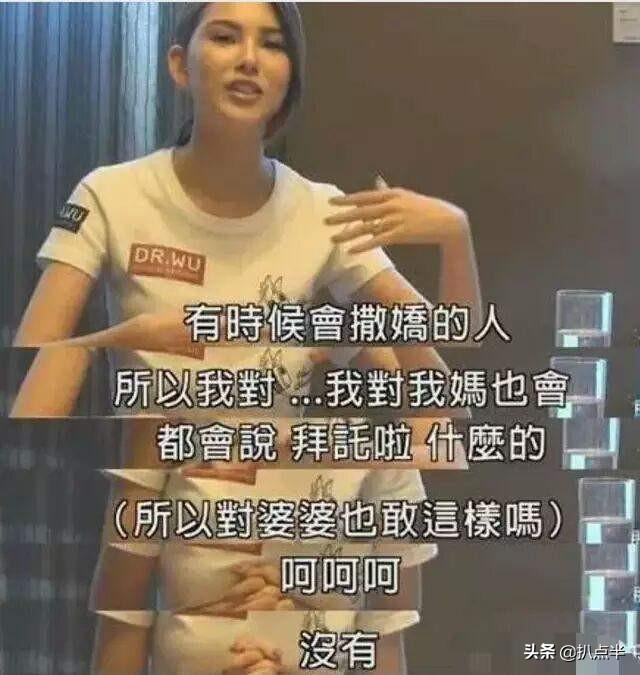 DR.WU
有時候會撒嬌的人
所以我對 ...我對我媽也會
都會說 拜託啦 什麼的
（所以對婆婆也敢這樣嗎）
呵呵呵
沒有
头条 @扒点半